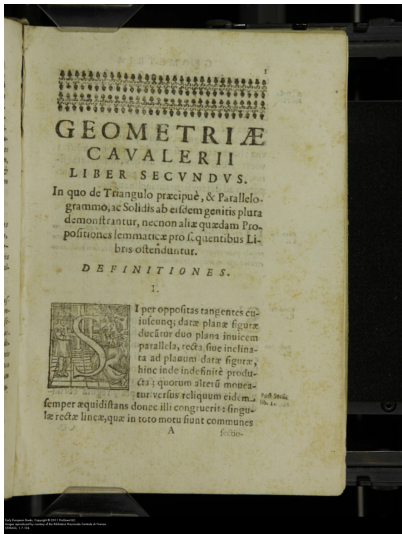 1
GEOMETRIÆ
CAVALERII
LIBER SECVNDVS.
In quo de Triangulo præcipuè, & Parallelo-
grammo, ac Solidis ab eisdem genitis plura
demonstrantur, necnon aliæ quædam Pro-
positiones lemmaticæ pro sequentibus Li-
bris ostenduntur.
DEFINITIONES.
I.
SI per oppositas tangentes cu-
iuscunq; datæ planæ figuræ
ducantur duo plana inuicem
parallela, recta, siue inclina-
ta ad planum datæ figuræ,
hinc inde indefinitè produ-
cta; quorum alterũ mouea-
tur versus reliquum eidem
semper æquidistans donec illi congruerit: singu-
læ rectæ lineæ, quæ in toto motu fiunt communes
A
sectio-